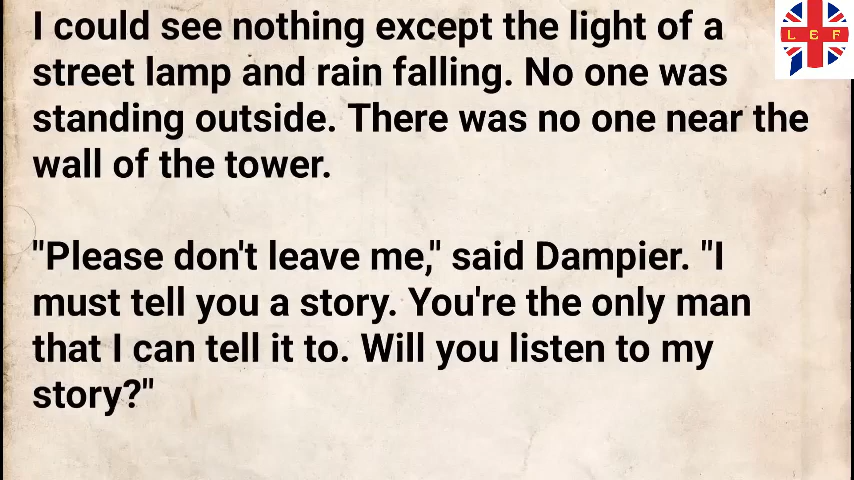 I could see nothing except the light of a
street lamp and rain falling. No one was
standing outside. There was no one near the
wall of the tower.
"Please don't leave me," said Dampier. "I
must tell you a story. You're the only man
that I can tell it to. Will you listen to my
story?"
L E F